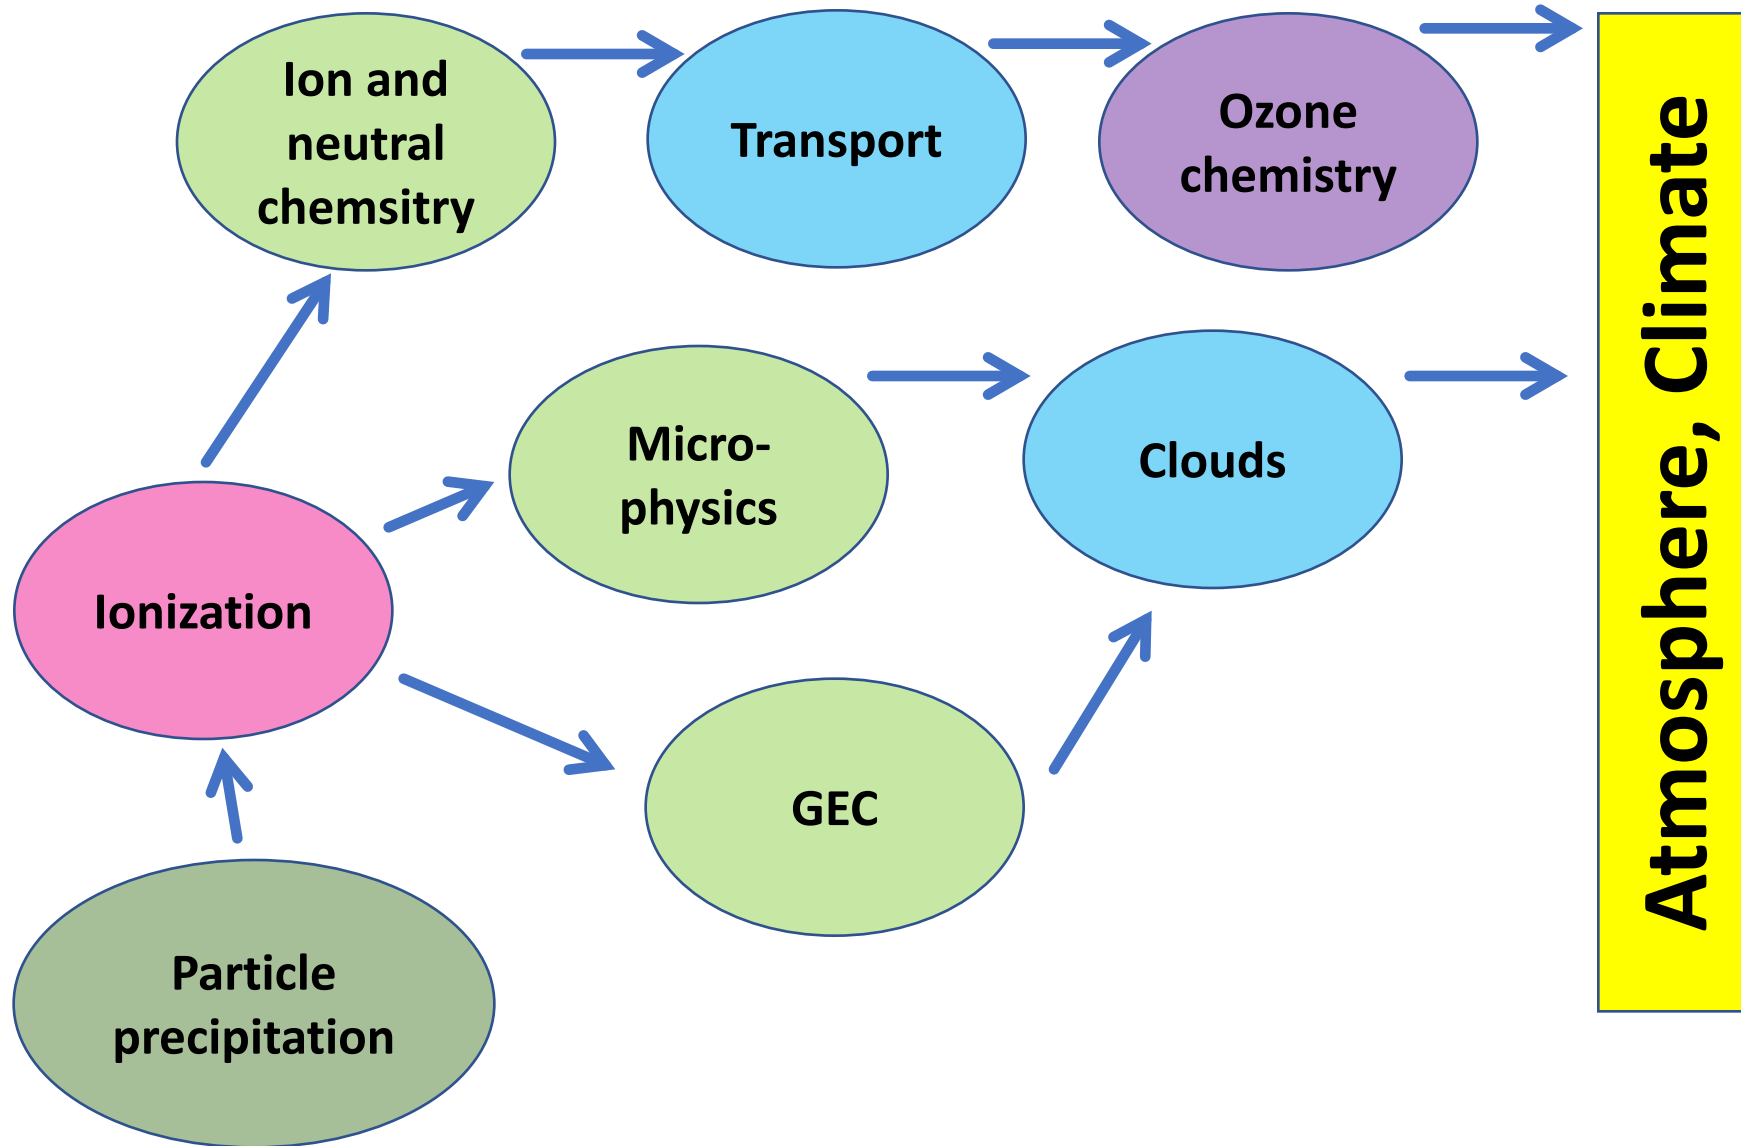 Ion and
neutral
chemsitry
Transport
Ozone
chemistry
Micro-
physics
Clouds
Ionization
GEC
Particle
precipitation
Atmosphere, Climate